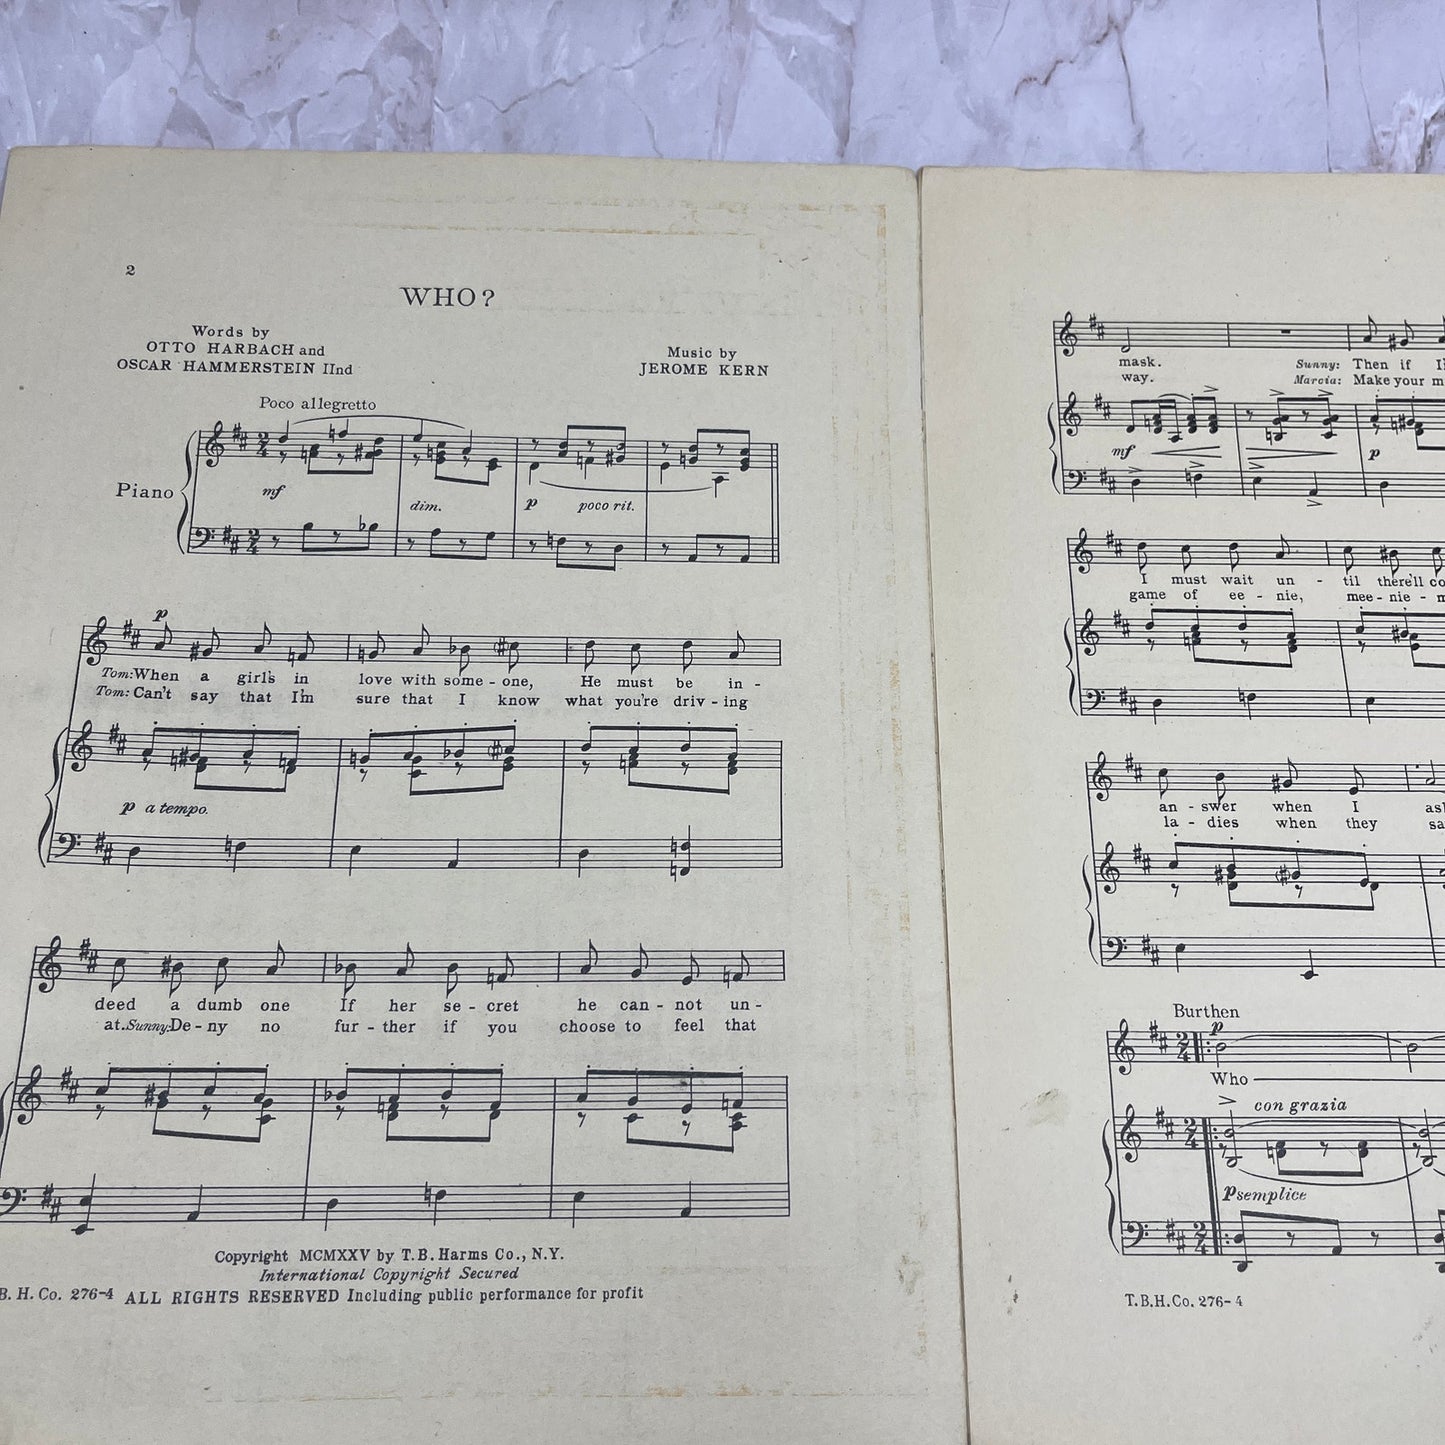 2
WHO?
Words by
OTTO HARBACH and
OSCAR HAMMERSTEIN IInd
Music by
JEROME KERN
Poco allegretto
Piano
mf
dim.
p
poco rit.
p
Tom: When a girl's in love with some - one, He must be in -
Tom: Can't say that I'm sure that I know what you're driv - ing
p a tempo.
deed a dumb one If her se - cret he can - not un -
at. Sunny: De - ny no fur - ther if you choose to feel that
Copyright MCMXXV by T.B. Harms Co., N.Y.
International Copyright Secured
B. H. Co. 276-4 ALL RIGHTS RESERVED Including public performance for profit
mask. Sunny: Then if
way. Marcia: Make your
mf
p
I must wait un - til there'll
game of ee - nie, mee - nie -
an - swer when I
la - dies when they
Burthen
p
Who
con grazia
p semplice
T.B.H.Co. 276-4